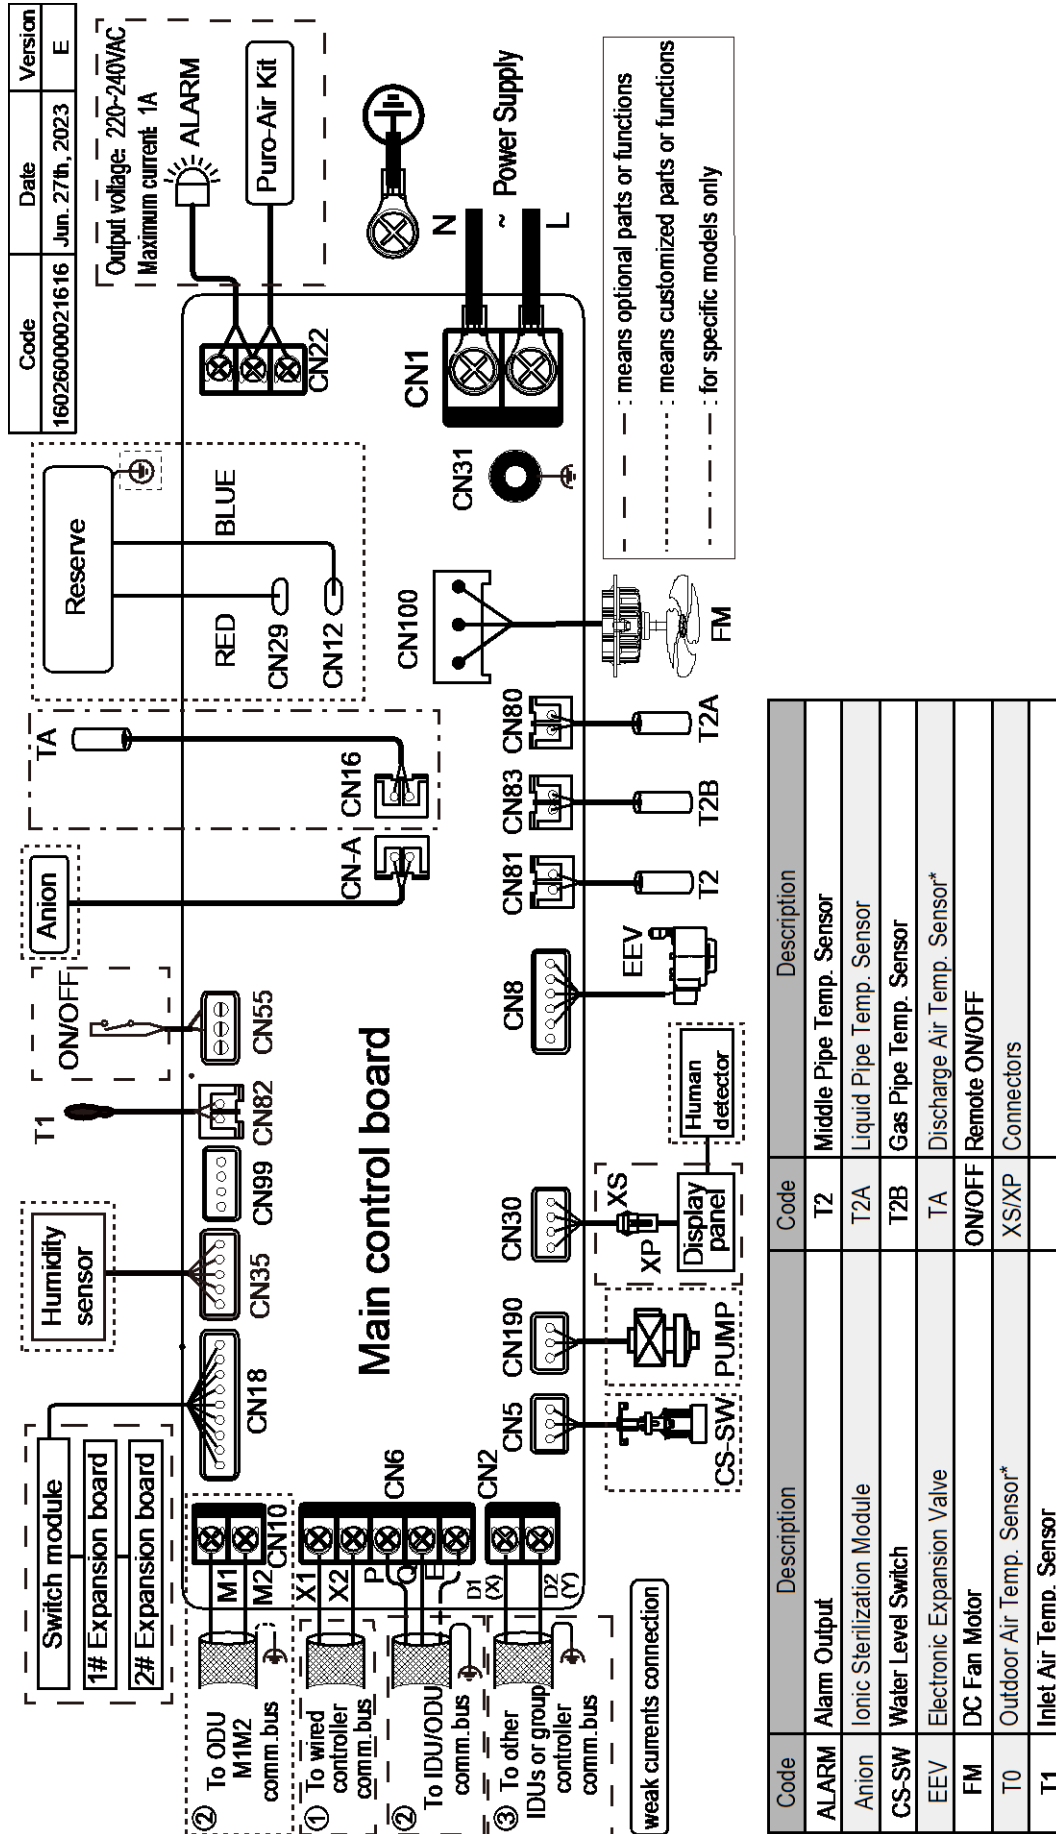 Code Date Version
16026000021616 Jun. 27th, 2023 E
Switch module
1# Expansion board
2# Expansion board
Humidity
sensor
T1
ON/OFF
Anion
TA
Reserve
RED
BLUE
Output voltage: 220~240VAC
Maximum current: 1A
ALARM
Puro-Air Kit
CN18
CN35
CN99
CN82
CN55
CN-A
CN16
CN29
CN12
CN22
② To ODU
M1M2
comm.bus
M1
M2
CN10
① To wired
controller
comm.bus
X1
X2
② To IDU/ODU
comm.bus
P
Q
E
CN6
③ To other
IDUs or group
controller
comm.bus
D1
(X)
D2
(Y)
CN2
Main control board
CN1
N
~
L
Power Supply
CN31
CN100
CN5
CN190
CN30
CN8
CN81
CN83
CN80
CS-SW
PUMP
XP
XS
Display
panel
Human
detector
EEV
T2
T2B
T2A
FM
weak currents connection
: means optional parts or functions
: means customized parts or functions
: for specific models only
Code Description Code Description
ALARM Alarm Output T2 Middle Pipe Temp. Sensor
Anion Ionic Sterilization Module T2A Liquid Pipe Temp. Sensor
CS-SW Water Level Switch T2B Gas Pipe Temp. Sensor
EEV Electronic Expansion Valve TA Discharge Air Temp. Sensor*
FM DC Fan Motor ON/OFF Remote ON/OFF
T0 Outdoor Air Temp. Sensor* XS/XP Connectors
T1 Inlet Air Temp. Sensor